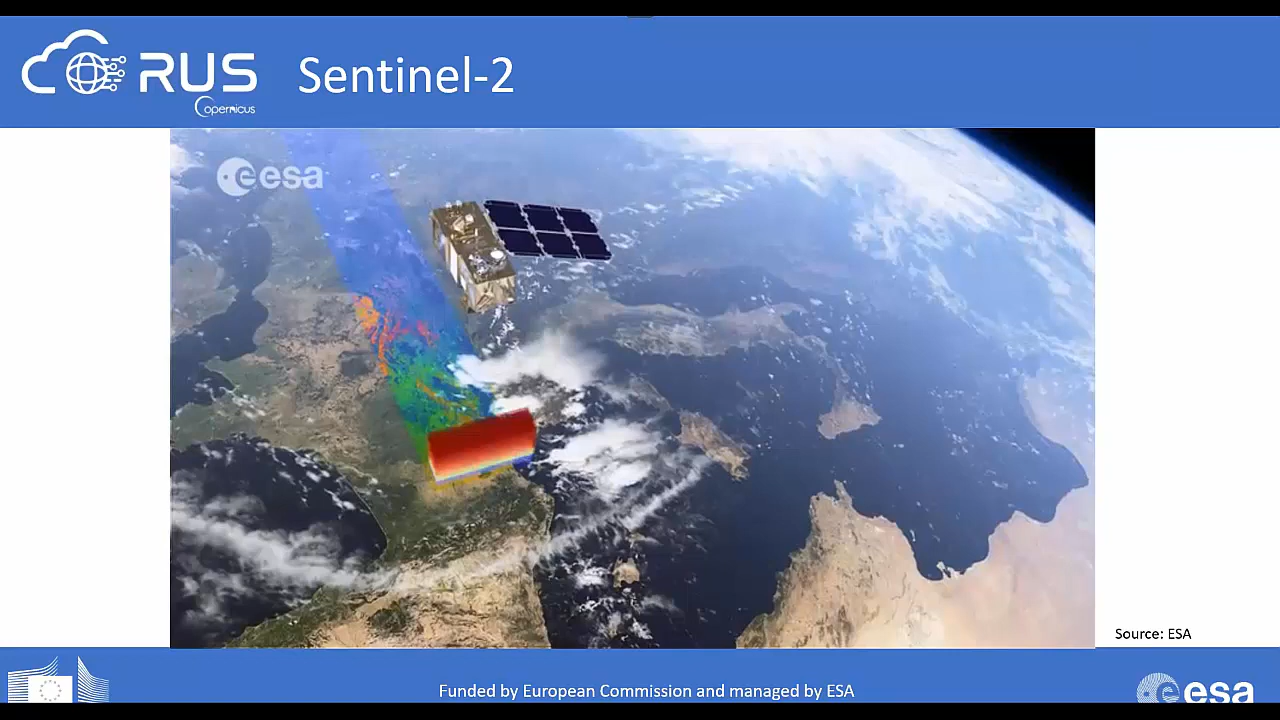 RUS
Copernicus
Sentinel-2
esa
Source: ESA
Funded by European Commission and managed by ESA
esa